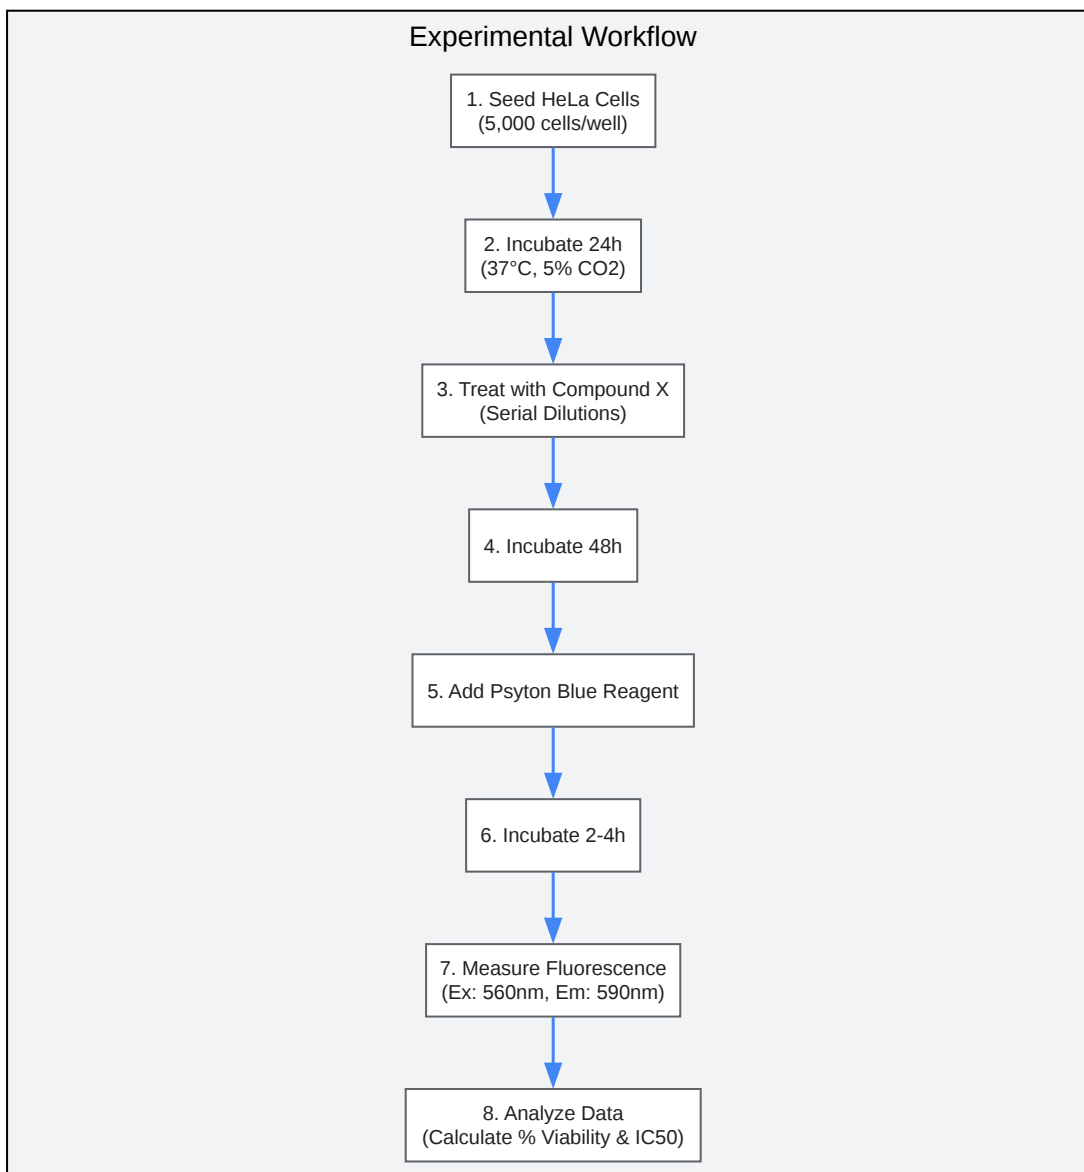 Experimental Workflow
1. Seed HeLa Cells
(5,000 cells/well)
2. Incubate 24h
(37°C, 5% CO2)
3. Treat with Compound X
(Serial Dilutions)
4. Incubate 48h
5. Add Psyton Blue Reagent
6. Incubate 2-4h
7. Measure Fluorescence
(Ex: 560nm, Em: 590nm)
8. Analyze Data
(Calculate % Viability & IC50)